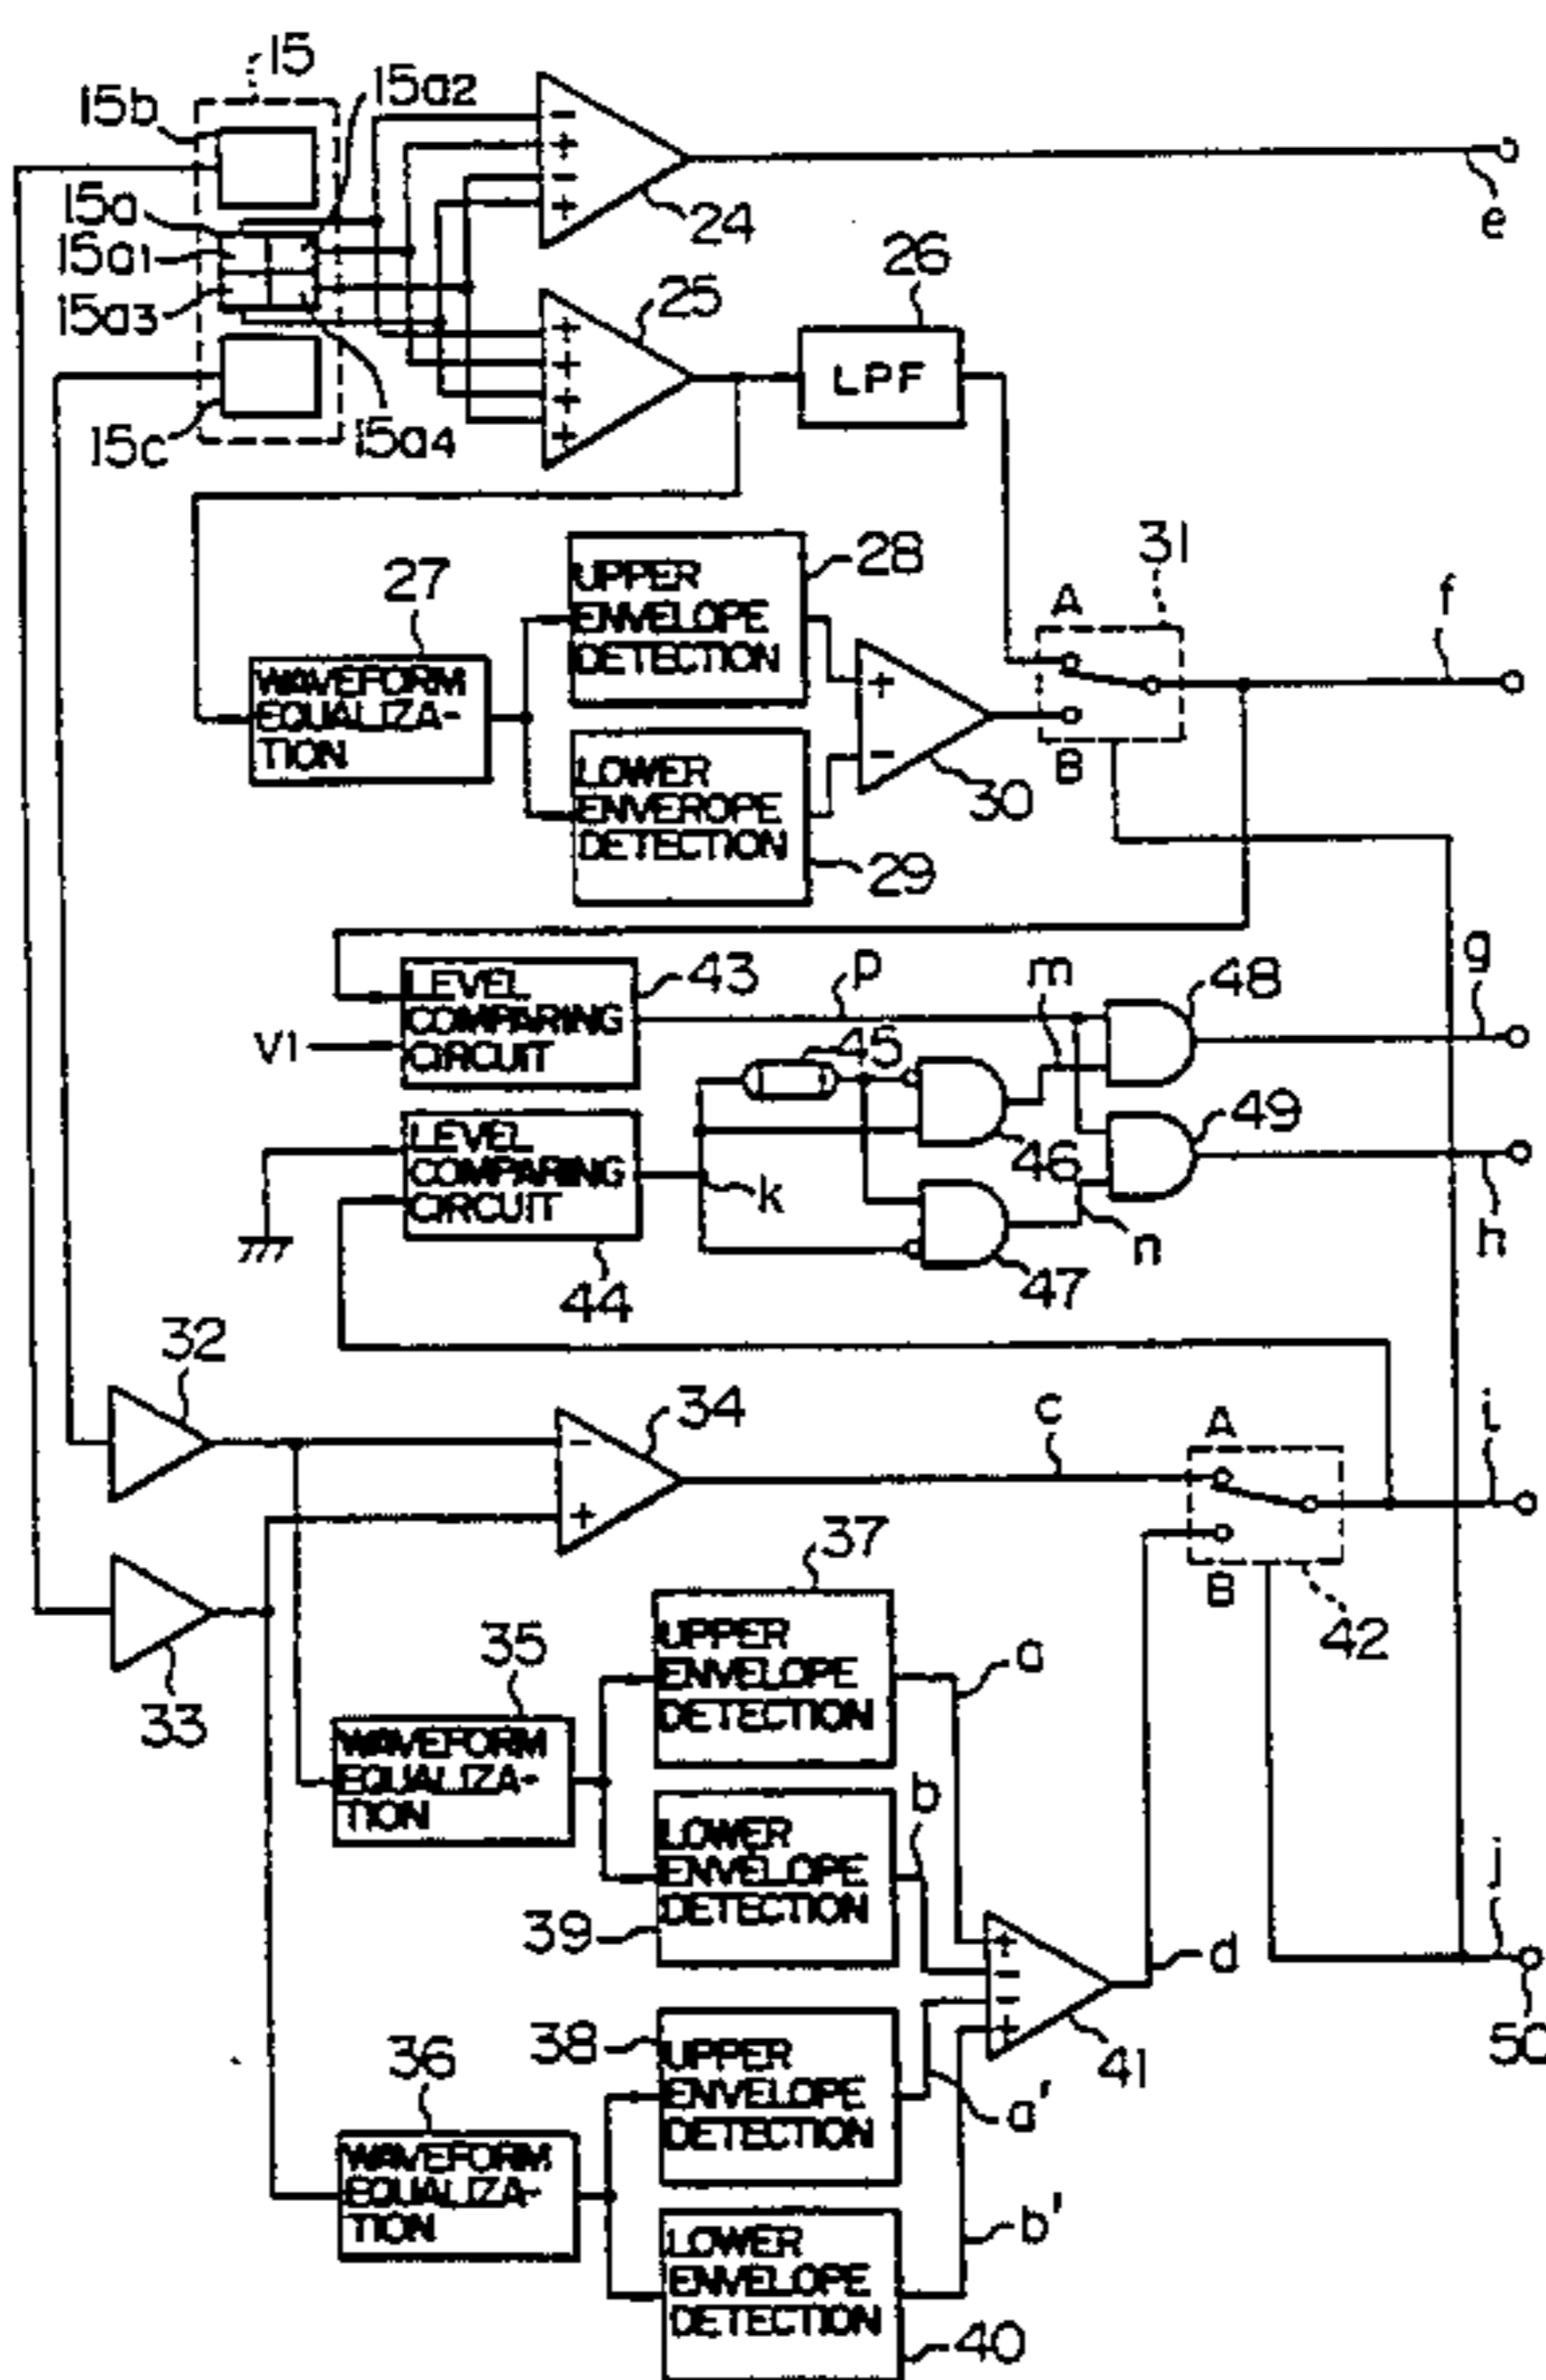 15
15b
15a2
15a
15a1
15a3
15c
15a4
-
+
-
+
24
e
+
+
+
+
25
26
LPF
27
WAVEFORM
EQUALIZA-
TION
28
UPPER
ENVELOPE
DETECTION
LOWER
ENVEROPE
DETECTION
29
+
-
30
31
A
B
f
LEVEL
COMPARING
CIRCUIT
43
V1
p
m
48
g
45
46
49
h
LEVEL
COMPARING
CIRCUIT
44
k
47
n
32
33
-
+
34
c
A
B
42
i
35
WAVEFORM
EQUALIZA-
TION
37
UPPER
ENVELOPE
DETECTION
a
LOWER
ENVELOPE
DETECTION
39
b
+
-
-
+
41
d
j
50
36
WAVEFORM
EQUALIZA-
TION
38
UPPER
ENVELOPE
DETECTION
a'
LOWER
ENVELOPE
DETECTION
b'
40